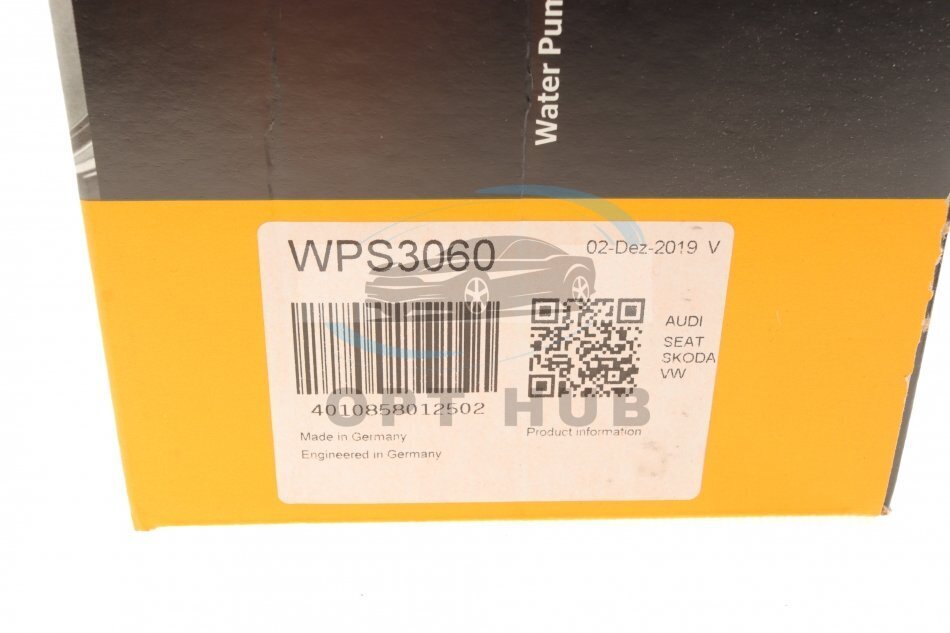 Water Pum
WPS3060
02-Dez-2019 V
AUDI
SEAT
SKODA
VW
4010858012502
OPT HUB
Product information
Made in Germany
Engineered in Germany